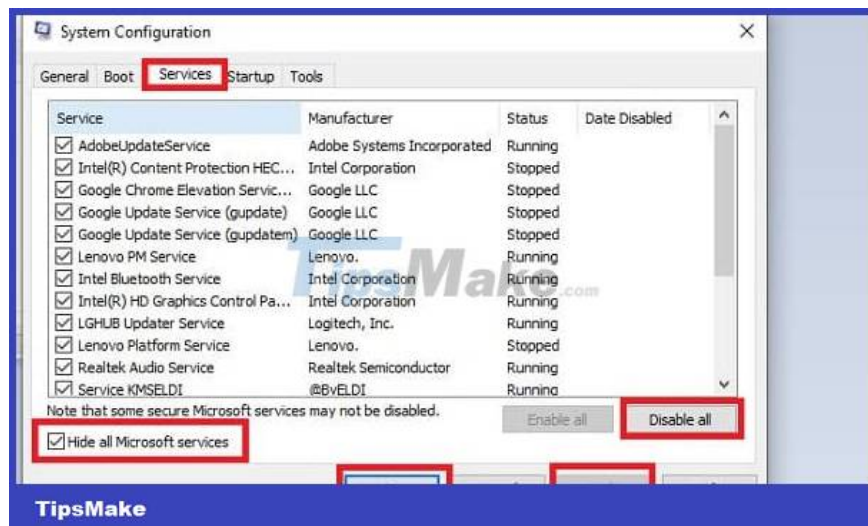 System Configuration
General Boot Services Startup Tools
Service Manufacturer Status Date Disabled
AdobeUpdateService Adobe Systems Incorporated Running
Intel(R) Content Protection HEC... Intel Corporation Stopped
Google Chrome Elevation Servic... Google LLC Stopped
Google Update Service (gupdate) Google LLC Stopped
Google Update Service (gupdatem) Google LLC Stopped
Lenovo PM Service Lenovo. Running
Intel Bluetooth Service Intel Corporation Running
Intel(R) HD Graphics Control Pa... Intel Corporation Running
LGHUB Updater Service Logitech, Inc. Running
Lenovo Platform Service Lenovo. Stopped
Realtek Audio Service Realtek Semiconductor Running
Service KMSELDI @ByELDI Running
TipsMake.com
Note that some secure Microsoft services may not be disabled.
Enable all Disable all
Hide all Microsoft services
TipsMake